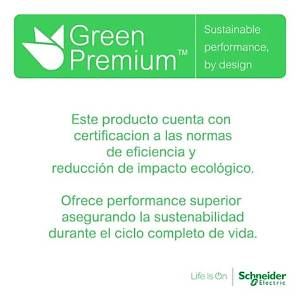 Green
Premium™
Sustainable
performance,
by design
Este producto cuenta con
certificacion a las normas
de eficiencia y
reducción de impacto ecológico.
Ofrece performance superior
asegurando la sustenabilidad
durante el ciclo completo de vida.
Life Is On
Schneider
Electric